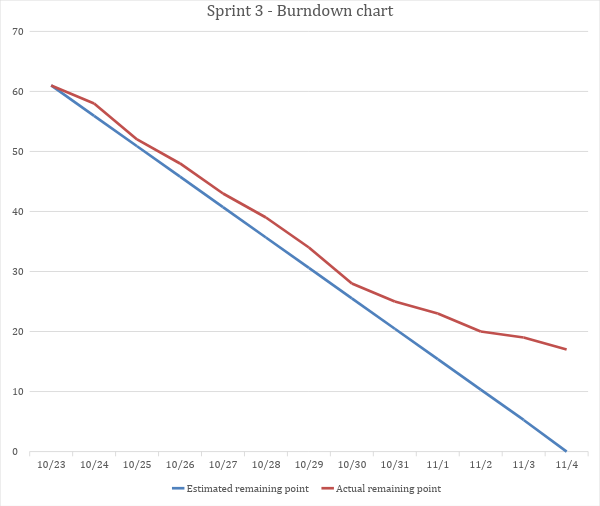 Sprint 3 - Burndown chart
70
60
50
40
30
20
10
0
10/23 10/24 10/25 10/26 10/27 10/28 10/29 10/30 10/31 11/1 11/2 11/3 11/4
Estimated remaining point Actual remaining point